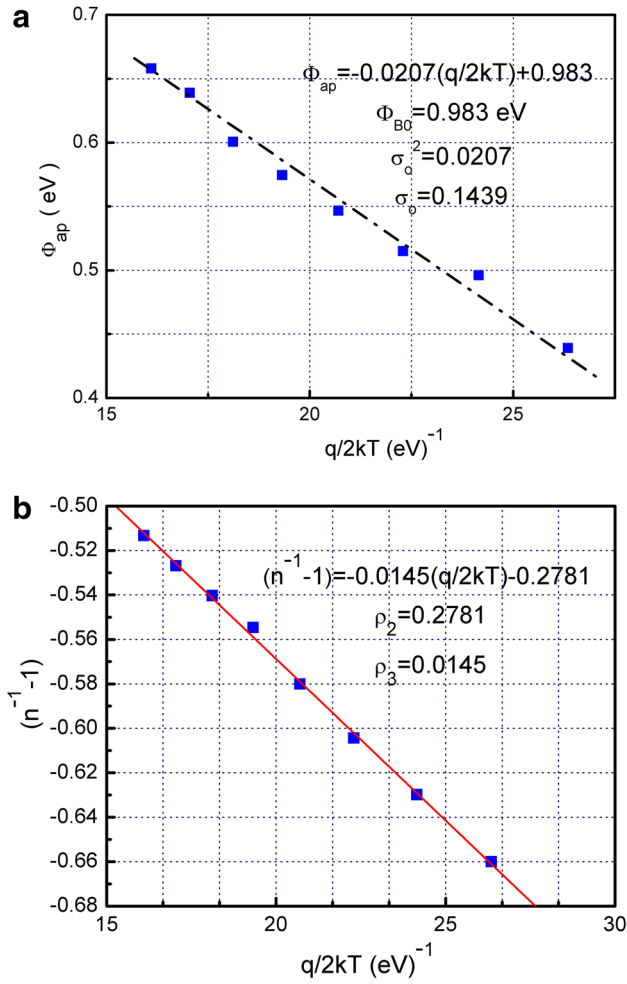 a
0.7
0.6
0.5
0.4
Φap ( eV)
Φap=-0.0207(q/2kT)+0.983
ΦB0=0.983 eV
σo2=0.0207
σo=0.1439
15
20
25
q/2kT (eV)-1
b
-0.50
-0.52
-0.54
-0.56
-0.58
-0.60
-0.62
-0.64
-0.66
-0.68
(n-1-1)
(n-1-1)=-0.0145(q/2kT)-0.2781
ρ2=0.2781
ρ3=0.0145
15
20
25
30
q/2kT (eV)-1